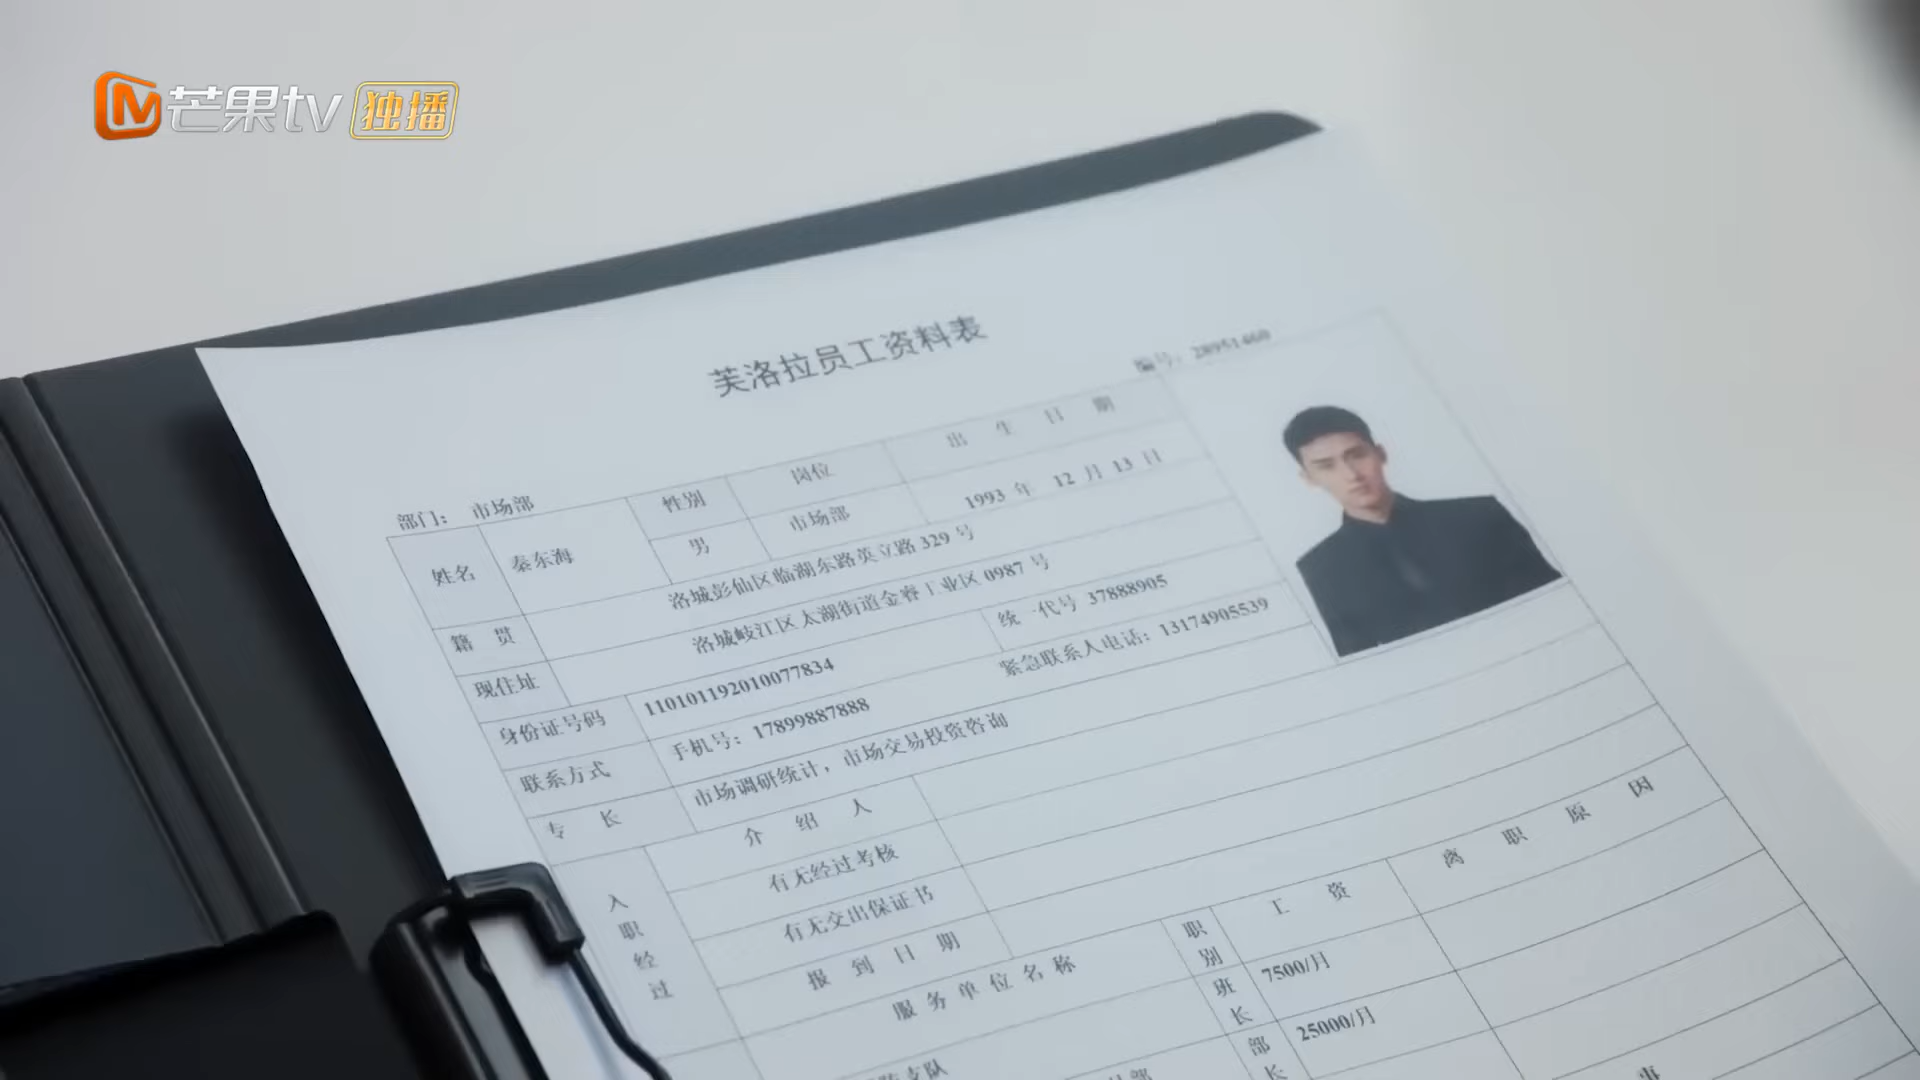 芒果tv 独播
芙洛拉员工资料表
编号：28951460
部门： 市场部
姓名 秦东海 性别 岗位 出生日期
男 市场部 1993 年 12 月 13 日
籍 贯 洛城彭仙区临湖东路英立路 329 号
现住址 洛城岐江区太湖街道金睿工业区 0987 号
身份证号码 110101192010077834 统一代号 37888905
联系方式 手机号：17899887888 紧急联系人电话：13174905539
专 长 市场调研统计，市场交易投资咨询
入职经过 介 绍 人
有无经过考核
有无交出保证书
报 到 日 期
服 务 单 位 名 称 职别 工 资 离 职 原 因
班长 7500/月
部长 25000/月
支队 部 事